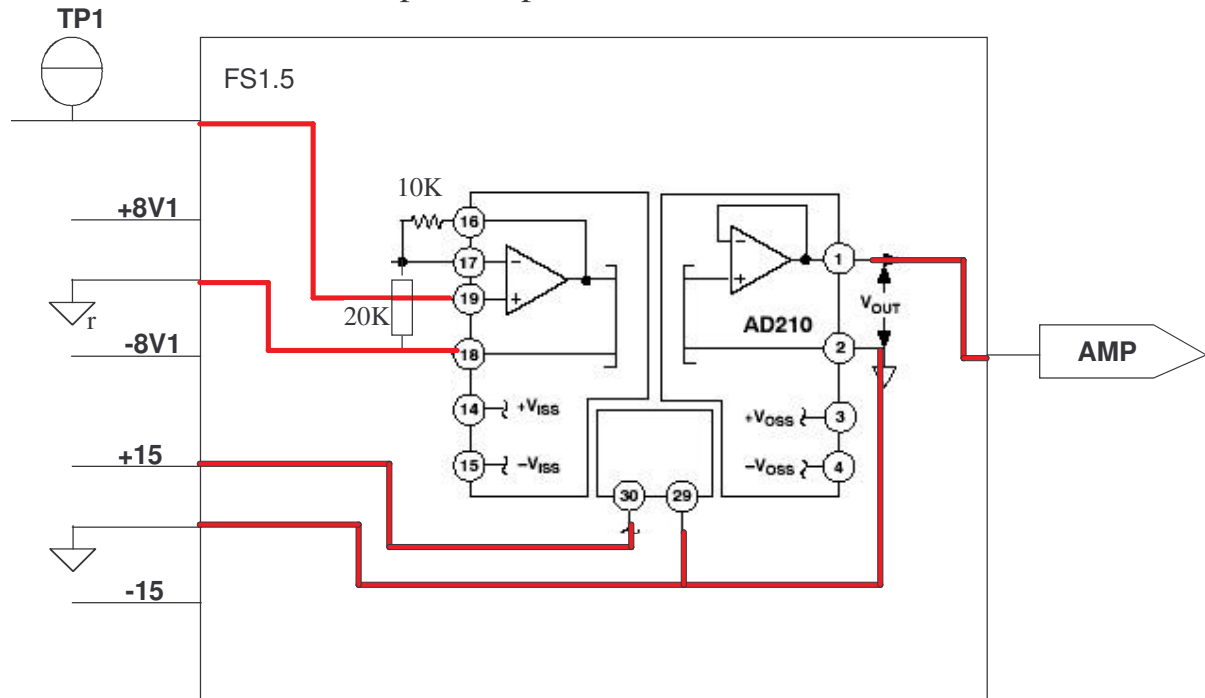 TP1
FS1.5
10K
+8V1
16
1
17
19
VOUT
r
20K
AD210
-8V1
18
2
AMP
14 +VISS
+VOSS 3
+15
15 -VISS
-VOSS 4
30 29
-15